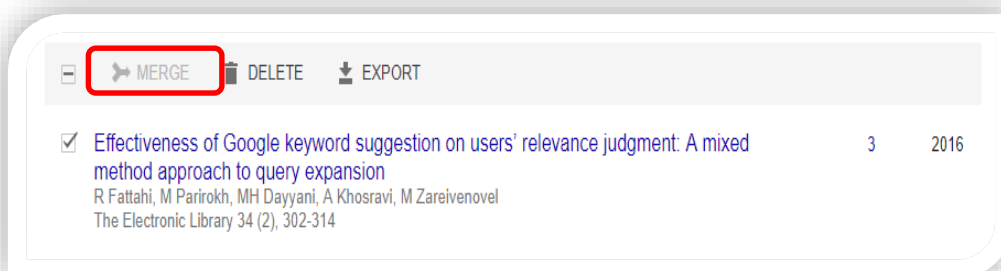 MERGE DELETE EXPORT
Effectiveness of Google keyword suggestion on users' relevance judgment: A mixed 3 2016
method approach to query expansion
R Fattahi, M Parirokh, MH Dayyani, A Khosravi, M Zareivenovel
The Electronic Library 34 (2), 302-314